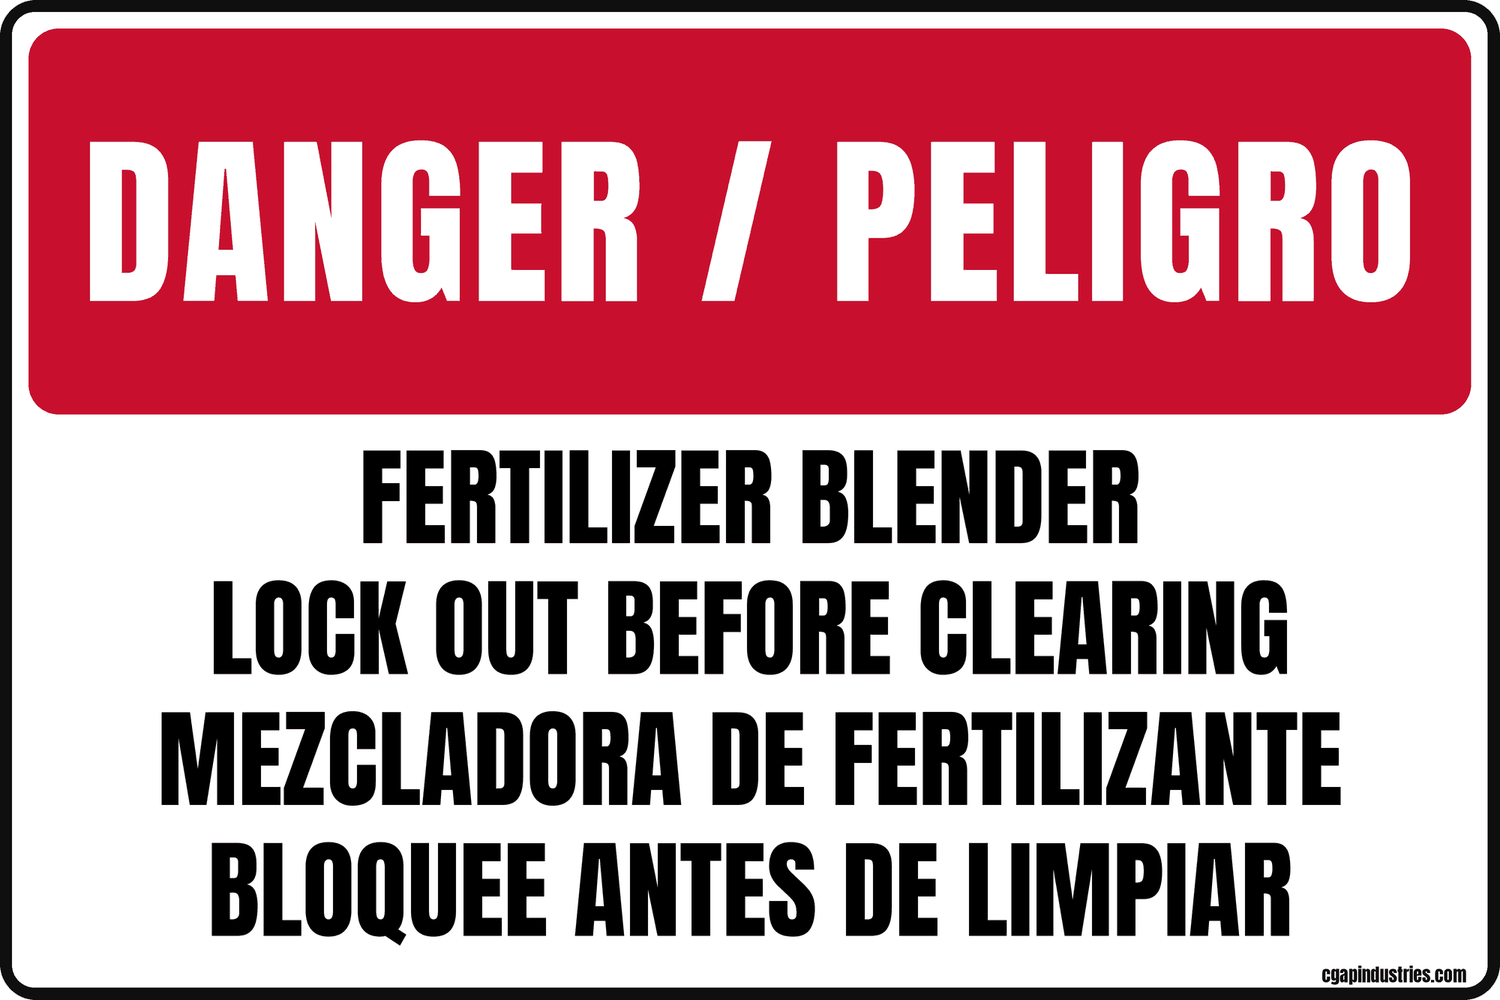 DANGER / PELIGRO
FERTILIZER BLENDER
LOCK OUT BEFORE CLEARING
MEZCLADORA DE FERTILIZANTE
BLOQUEE ANTES DE LIMPIAR
cgapindustries.com